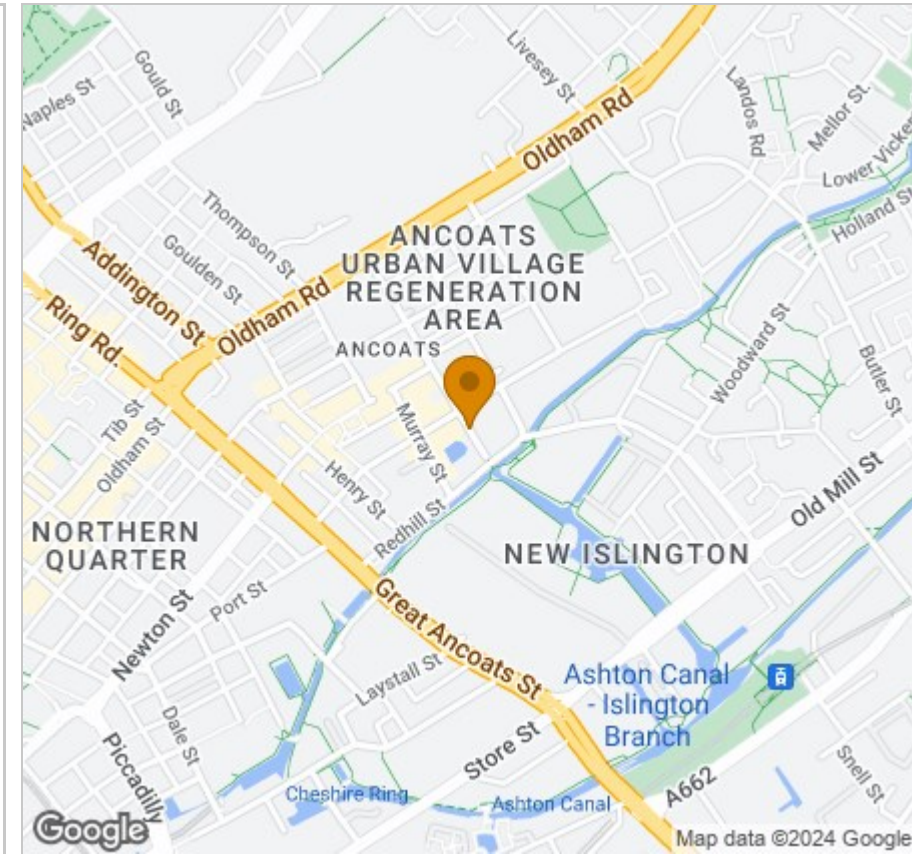 Naples St
Gould St
Livesey St
Landos Rd
Mellor St.
Oldham Rd
Lower Vicker
Holland St
Thompson St
Goulden St
Addington St
Ring Rd.
Oldham Rd
ANCOATS
URBAN VILLAGE
REGENERATION
AREA
ANCOATS
Woodward St
Butler St
Tib St
Oldham St
Murray St
Henry St
Redhill St
Old Mill St
NORTHERN
QUARTER
NEW ISLINGTON
Newton St
Port St
Great Ancoats St
Laystall St
Ashton Canal
- Islington
Branch
Dale St
Store St
Piccadilly
Snell St
A662
Cheshire Ring
Ashton Canal
Google
Map data ©2024 Google